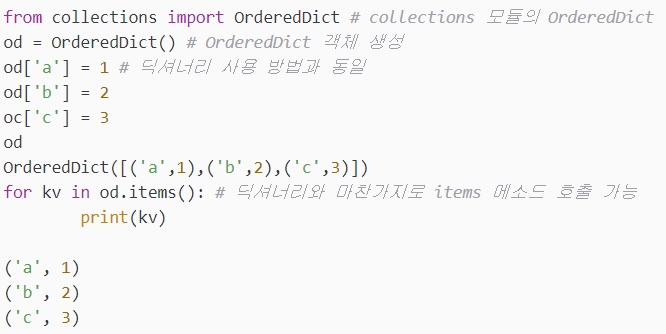 from collections import OrderedDict # collections 모듈의 OrderedDict
od = OrderedDict() # OrderedDict 객체 생성
od['a'] = 1 # 딕셔너리 사용 방법과 동일
od['b'] = 2
oc['c'] = 3
od
OrderedDict([('a',1),('b',2),('c',3)])
for kv in od.items(): # 딕셔너리와 마찬가지로 items 메소드 호출 가능
        print(kv)

('a', 1)
('b', 2)
('c', 3)